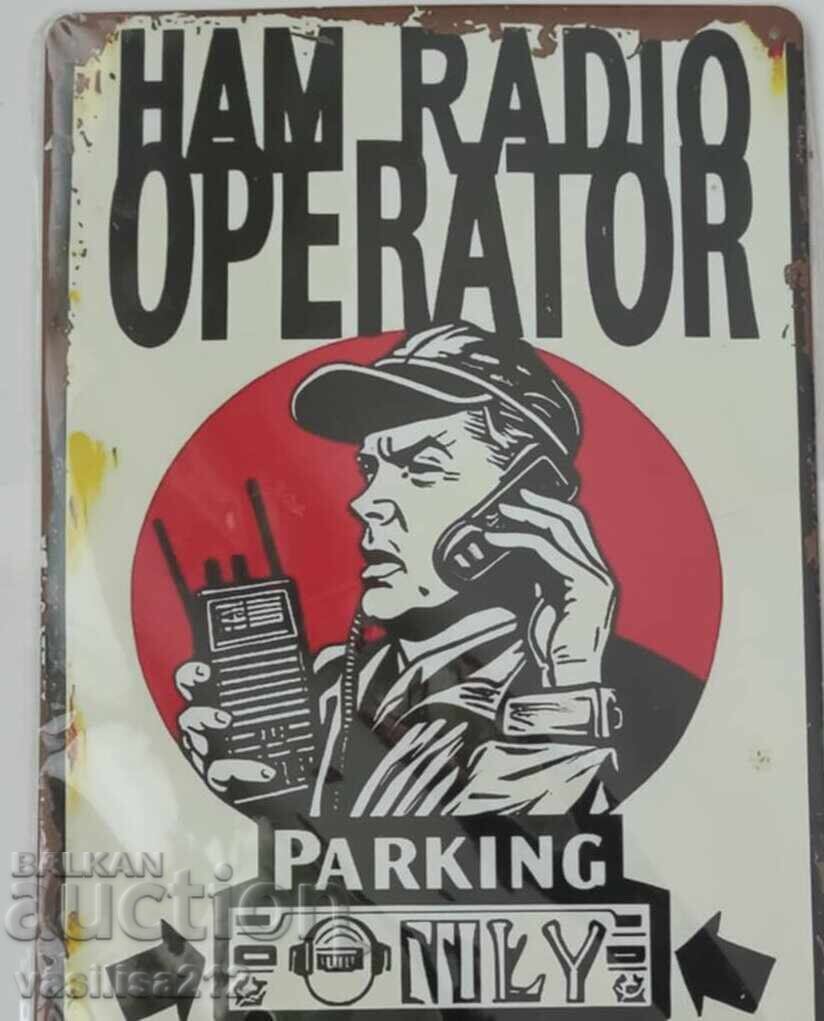 HAM RADIO
OPERATOR
PARKING
BALKAN
auction
vasilisa212